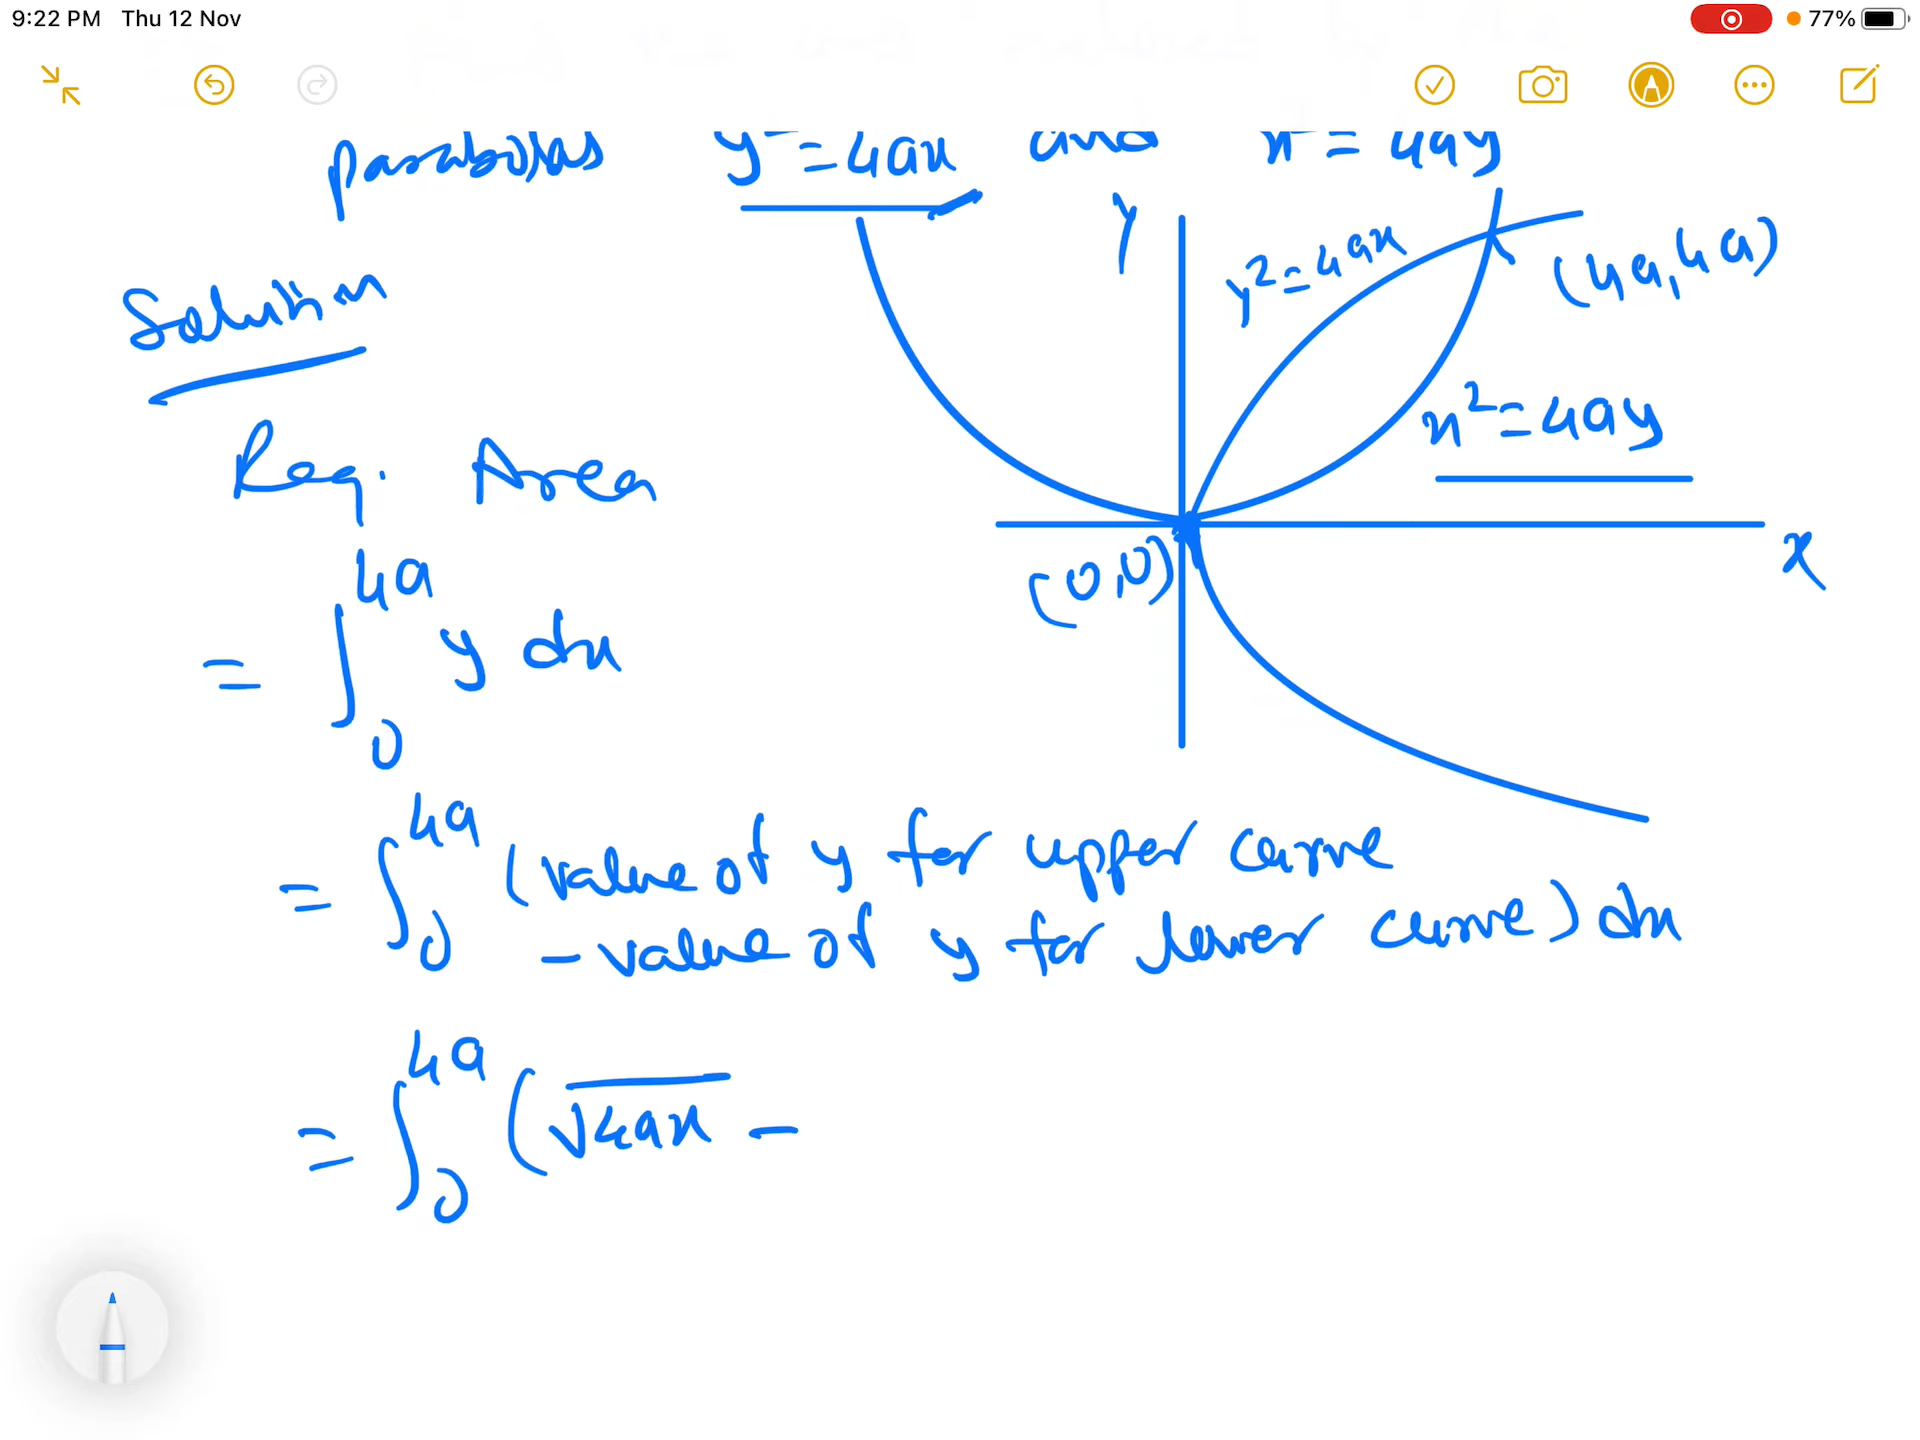 9:22 PM Thu 12 Nov 77%
parabolas y²=4ax and x²=4ay
Y
y²=4ax
(4a,4a)
Solution
x²=4ay
Req. Area
x
(0,0)
= ∫₀^4a y dx
= ∫₀^4a (value of y for upper curve
- value of y for lower curve) dx
= ∫₀^4a (√4ax -